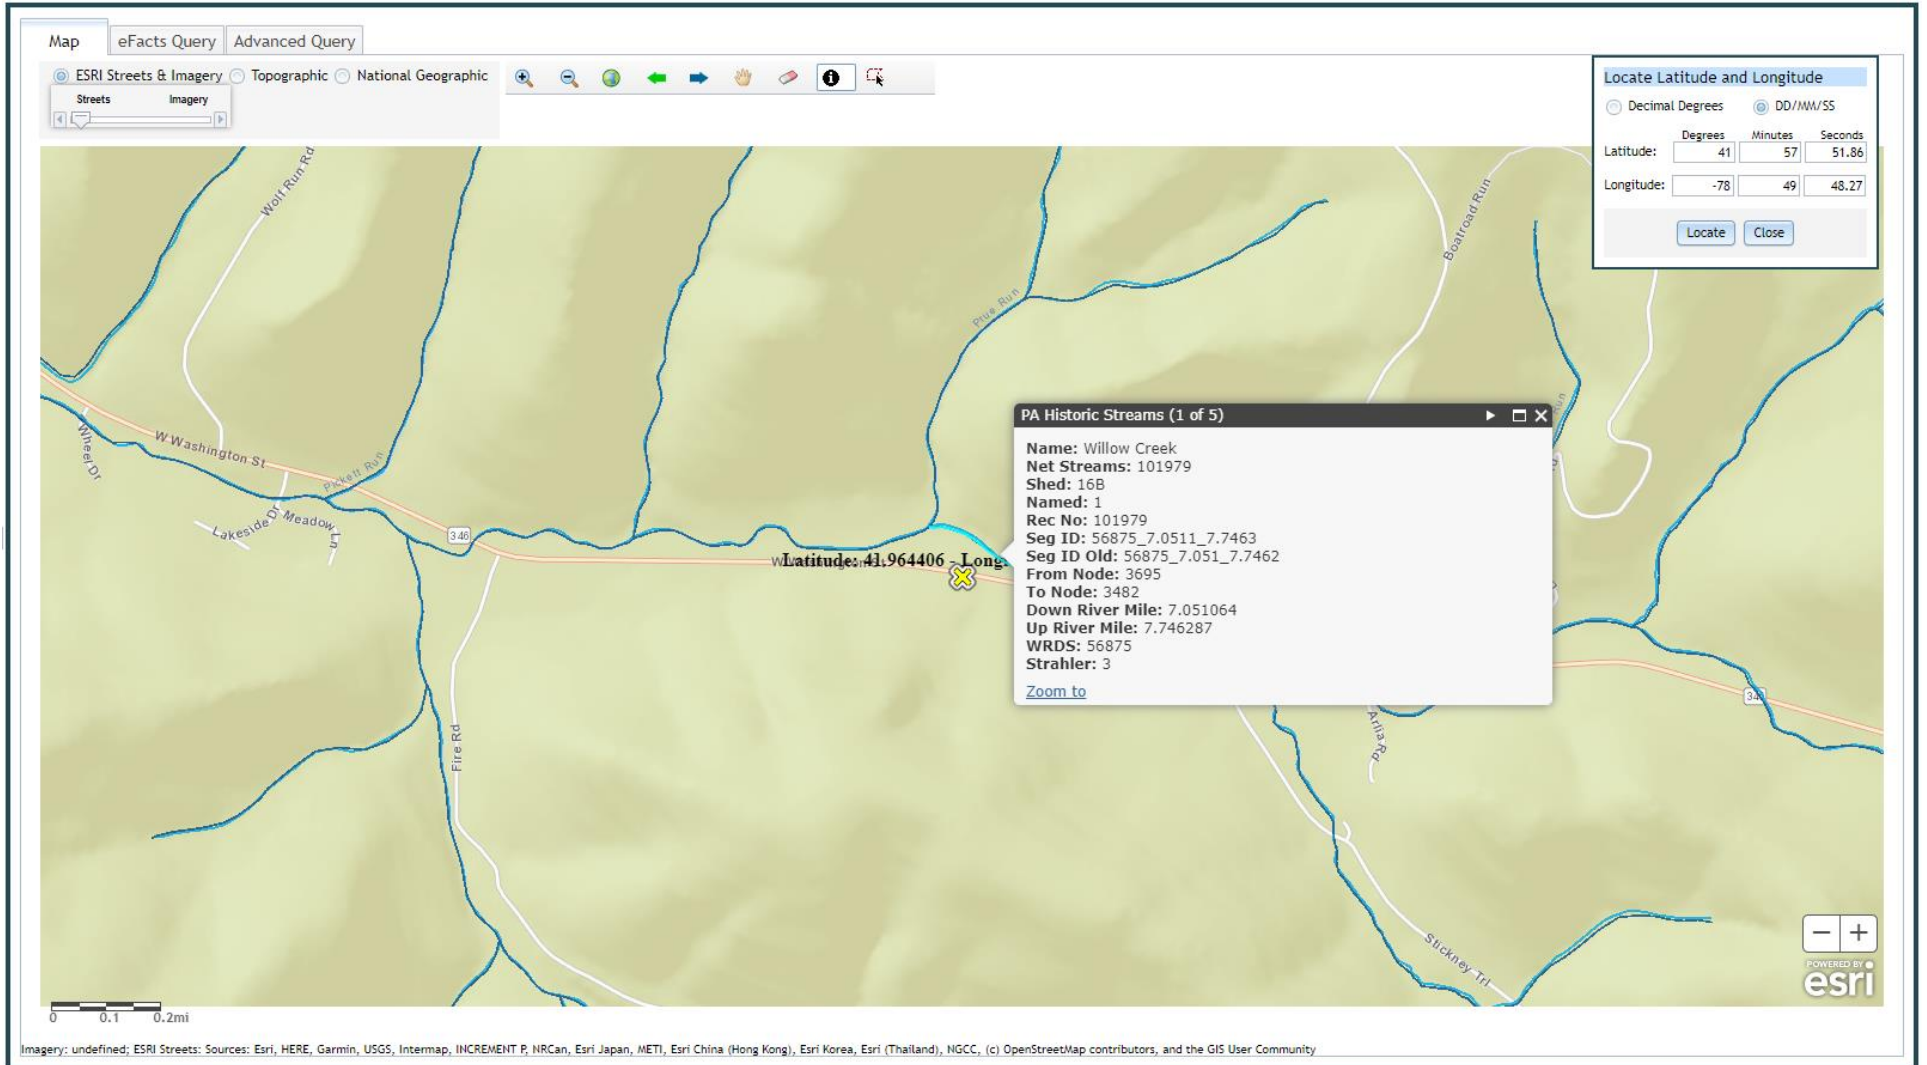 Map eFacts Query Advanced Query
ESRI Streets & Imagery Topographic National Geographic
Streets Imagery
Locate Latitude and Longitude
Decimal Degrees DD/MM/SS
Degrees Minutes Seconds
Latitude: 41 57 51.86
Longitude: -78 49 48.27
Locate Close
Wolf Run Rd
Boatroad Run
Prue Run
Wheel Dr
W Washington St
Pickett Run
Lakeside Dr
Meadow Ln
346
Latitude: 41.964406 - Long
PA Historic Streams (1 of 5)
Name: Willow Creek
Net Streams: 101979
Shed: 16B
Named: 1
Rec No: 101979
Seg ID: 56875_7.0511_7.7463
Seg ID Old: 56875_7.051_7.7462
From Node: 3695
To Node: 3482
Down River Mile: 7.051064
Up River Mile: 7.746287
WRDS: 56875
Strahler: 3
Zoom to
Run
Fire Rd
Arlia Rd
Stickney Trl
POWERED BY
esri
0 0.1 0.2mi
Imagery: undefined; ESRI Streets: Sources: Esri, HERE, Garmin, USGS, Intermap, INCREMENT P, NRCan, Esri Japan, METI, Esri China (Hong Kong), Esri Korea, Esri (Thailand), NGCC, (c) OpenStreetMap contributors, and the GIS User Community